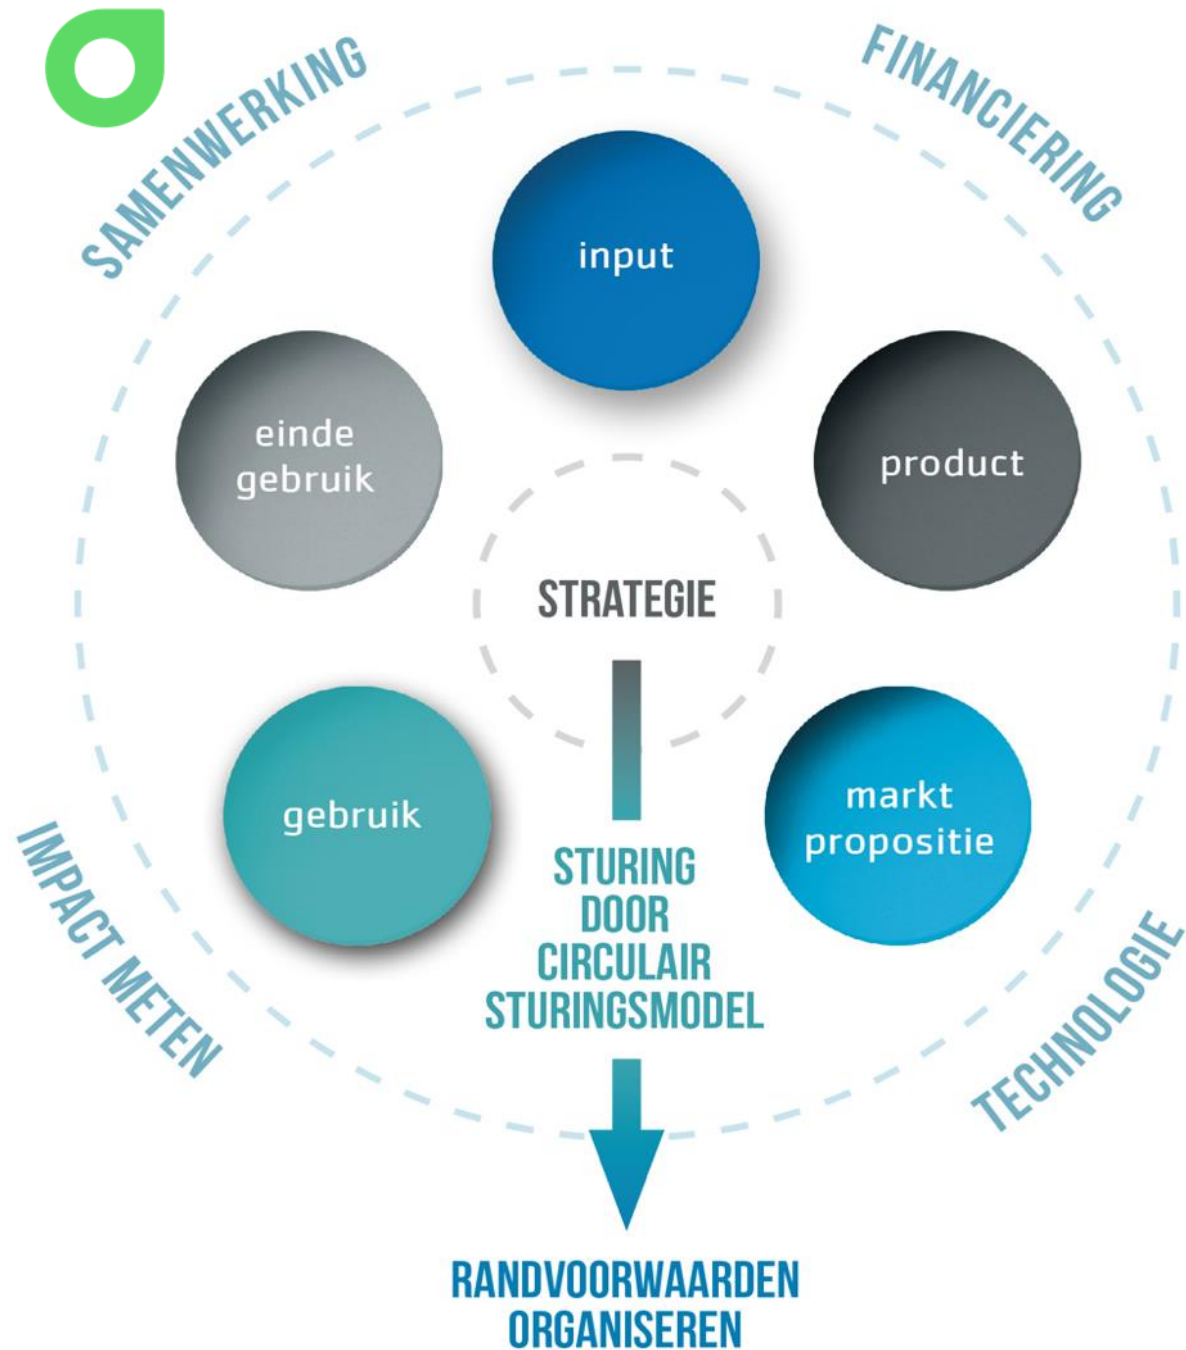 SAMENWERKING
FINANCIERING
input
einde
gebruik
product
STRATEGIE
gebruik
markt
propositie
STURING
DOOR
CIRCULAIR
STURINGSMODEL
IMPACT METEN
TECHNOLOGIE
RANDVOORWAARDEN
ORGANISEREN